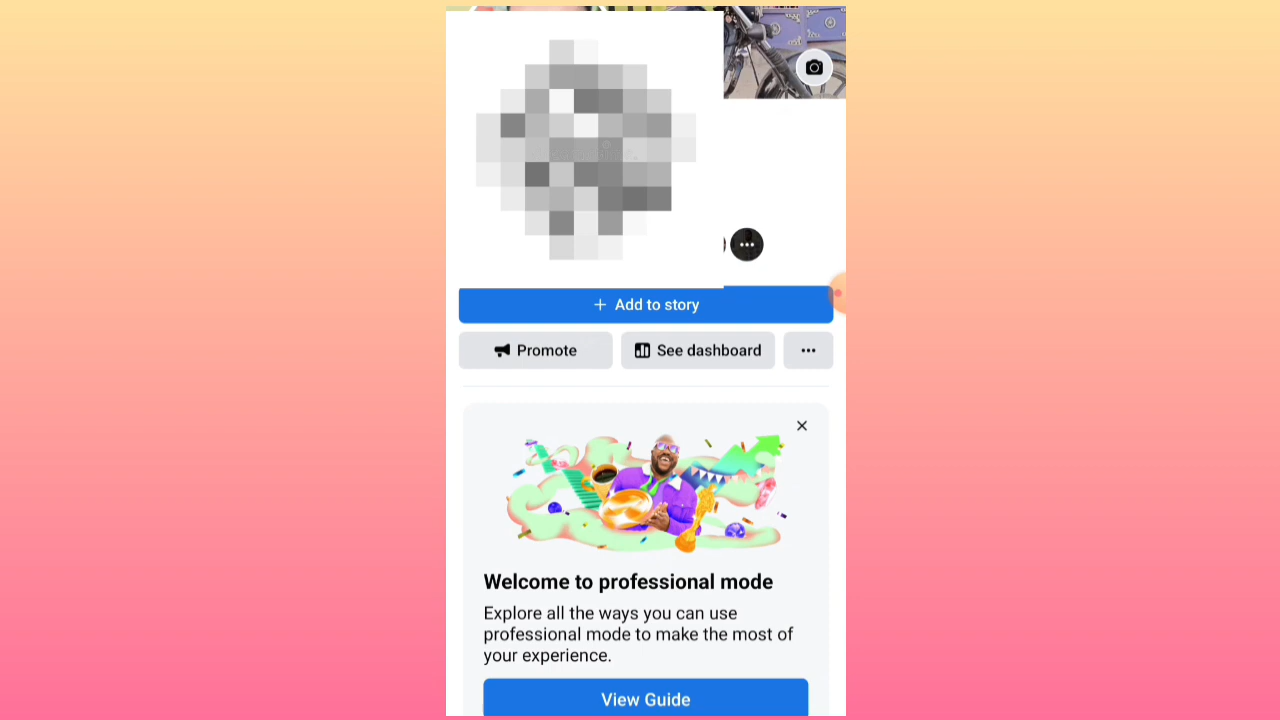 Add to story
Promote
See dashboard
Welcome to professional mode
Explore all the ways you can use
professional mode to make the most of
your experience.
View Guide